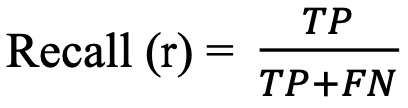 Recall (r) = TP / TP+FN